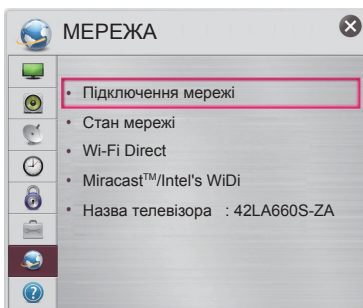 МЕРЕЖА
• Підключення мережі
• Стан мережі
• Wi-Fi Direct
• Miracast™/Intel's WiDi
• Назва телевізора : 42LA660S-ZA